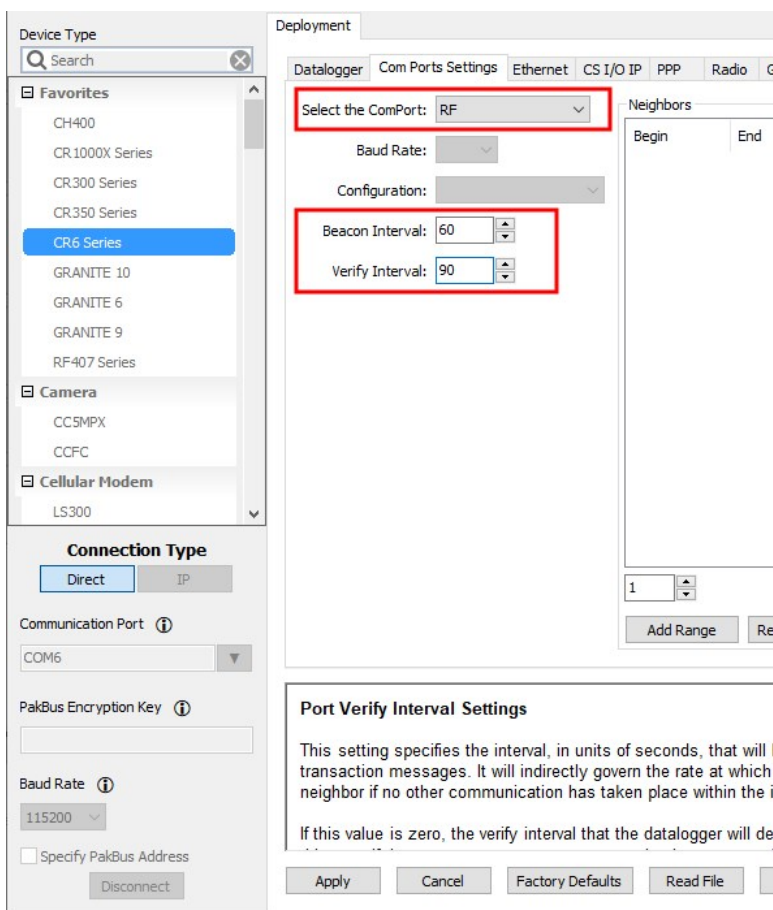 Device Type
Search
Favorites
CH400
CR1000X Series
CR300 Series
CR350 Series
CR6 Series
GRANITE 10
GRANITE 6
GRANITE 9
RF407 Series
Camera
CC5MPX
CCFC
Cellular Modem
LS300
Connection Type
Direct IP
Communication Port
COM6
PakBus Encryption Key
Baud Rate
115200
Specify PakBus Address
Disconnect
Deployment
Datalogger Com Ports Settings Ethernet CS I/O IP PPP Radio
Select the ComPort: RF
Baud Rate:
Configuration:
Beacon Interval: 60
Verify Interval: 90
Neighbors
Begin End
1
Add Range Re
Port Verify Interval Settings
This setting specifies the interval, in units of seconds, that will
transaction messages. It will indirectly govern the rate at which
neighbor if no other communication has taken place within the i
If this value is zero, the verify interval that the datalogger will de
Apply Cancel Factory Defaults Read File